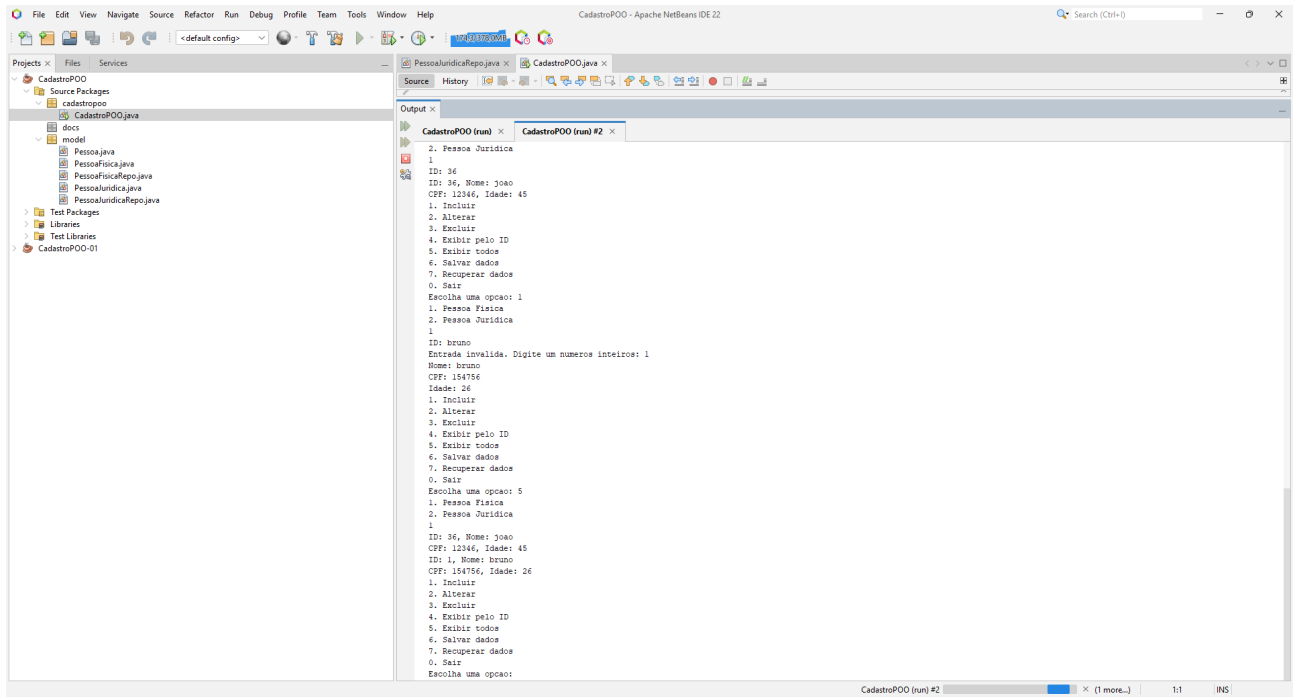 File Edit View Navigate Source Refactor Run Debug Profile Team Tools Window Help CadastroPOO - Apache NetBeans IDE 22 Search (Ctrl+I)
<default config> 174,3/378,0MB
Projects Files Services
PessoaJuridicaRepo.java CadastroPOO.java
CadastroPOO
Source Packages
cadastropoo
CadastroPOO.java
docs
model
Pessoa.java
PessoaFisica.java
PessoaFisicaRepo.java
PessoaJuridica.java
PessoaJuridicaRepo.java
Test Packages
Libraries
Test Libraries
CadastroPOO-01
Source History
Output
CadastroPOO (run) CadastroPOO (run) #2
2. Pessoa Juridica
1
ID: 36
ID: 36, Nome: joao
CPF: 12346, Idade: 45
1. Incluir
2. Alterar
3. Excluir
4. Exibir pelo ID
5. Exibir todos
6. Salvar dados
7. Recuperar dados
0. Sair
Escolha uma opcao: 1
1. Pessoa Fisica
2. Pessoa Juridica
1
ID: bruno
Entrada invalida. Digite um numeros inteiros: 1
Nome: bruno
CPF: 154756
Idade: 26
1. Incluir
2. Alterar
3. Excluir
4. Exibir pelo ID
5. Exibir todos
6. Salvar dados
7. Recuperar dados
0. Sair
Escolha uma opcao: 5
1. Pessoa Fisica
2. Pessoa Juridica
1
ID: 36, Nome: joao
CPF: 12346, Idade: 45
ID: 1, Nome: bruno
CPF: 154756, Idade: 26
1. Incluir
2. Alterar
3. Excluir
4. Exibir pelo ID
5. Exibir todos
6. Salvar dados
7. Recuperar dados
0. Sair
Escolha uma opcao:
CadastroPOO (run) #2 (1 more...) 1:1 INS